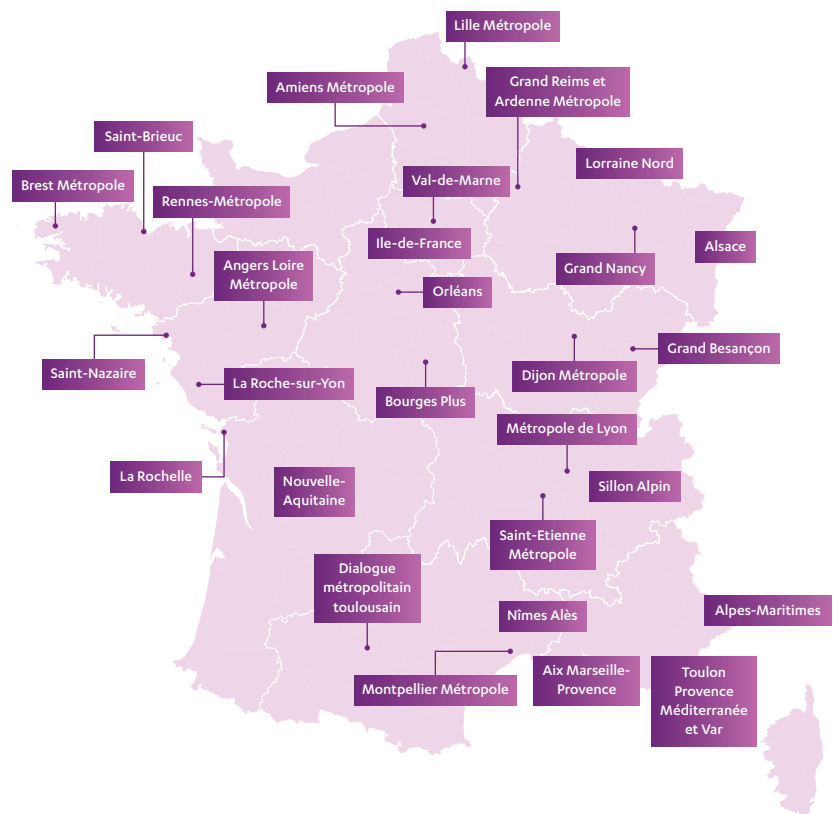 Lille Métropole
Amiens Métropole
Grand Reims et
Ardenne Métropole
Saint-Brieuc
Lorraine Nord
Brest Métropole
Val-de-Marne
Rennes-Métropole
Ile-de-France
Alsace
Angers Loire
Métropole
Grand Nancy
Orléans
Grand Besançon
Saint-Nazaire
La Roche-sur-Yon
Dijon Métropole
Bourges Plus
Métropole de Lyon
La Rochelle
Nouvelle-
Aquitaine
Sillon Alpin
Saint-Etienne
Métropole
Dialogue
métropolitain
toulousain
Nîmes Alès
Alpes-Maritimes
Montpellier Métropole
Aix Marseille-
Provence
Toulon
Provence
Méditerranée
et Var